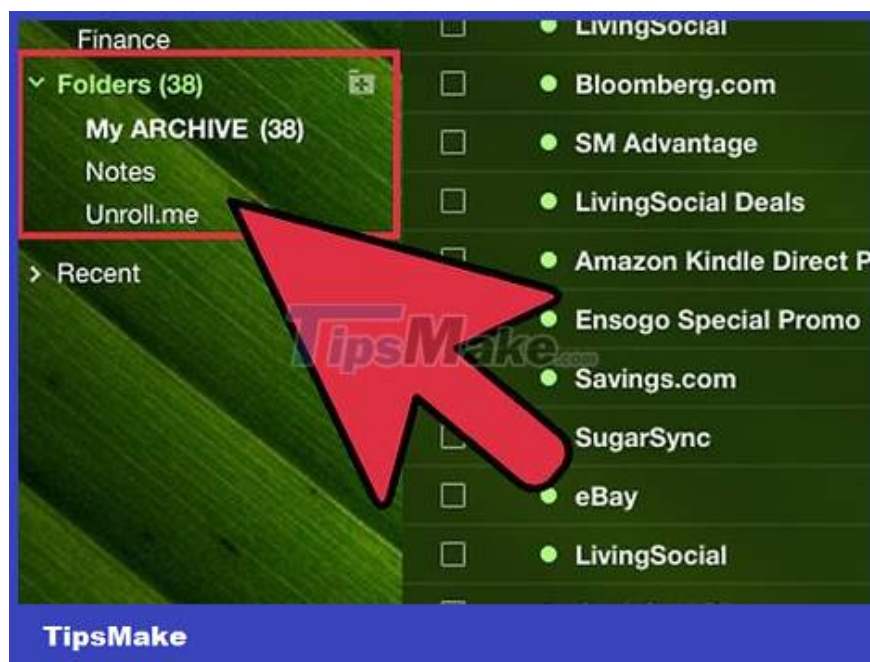 Finance
Folders (38)
My ARCHIVE (38)
Notes
Unroll.me
Recent
LivingSocial
Bloomberg.com
SM Advantage
LivingSocial Deals
Amazon Kindle Direct P
Ensogo Special Promo
Savings.com
SugarSync
eBay
LivingSocial
TipsMake.com
TipsMake